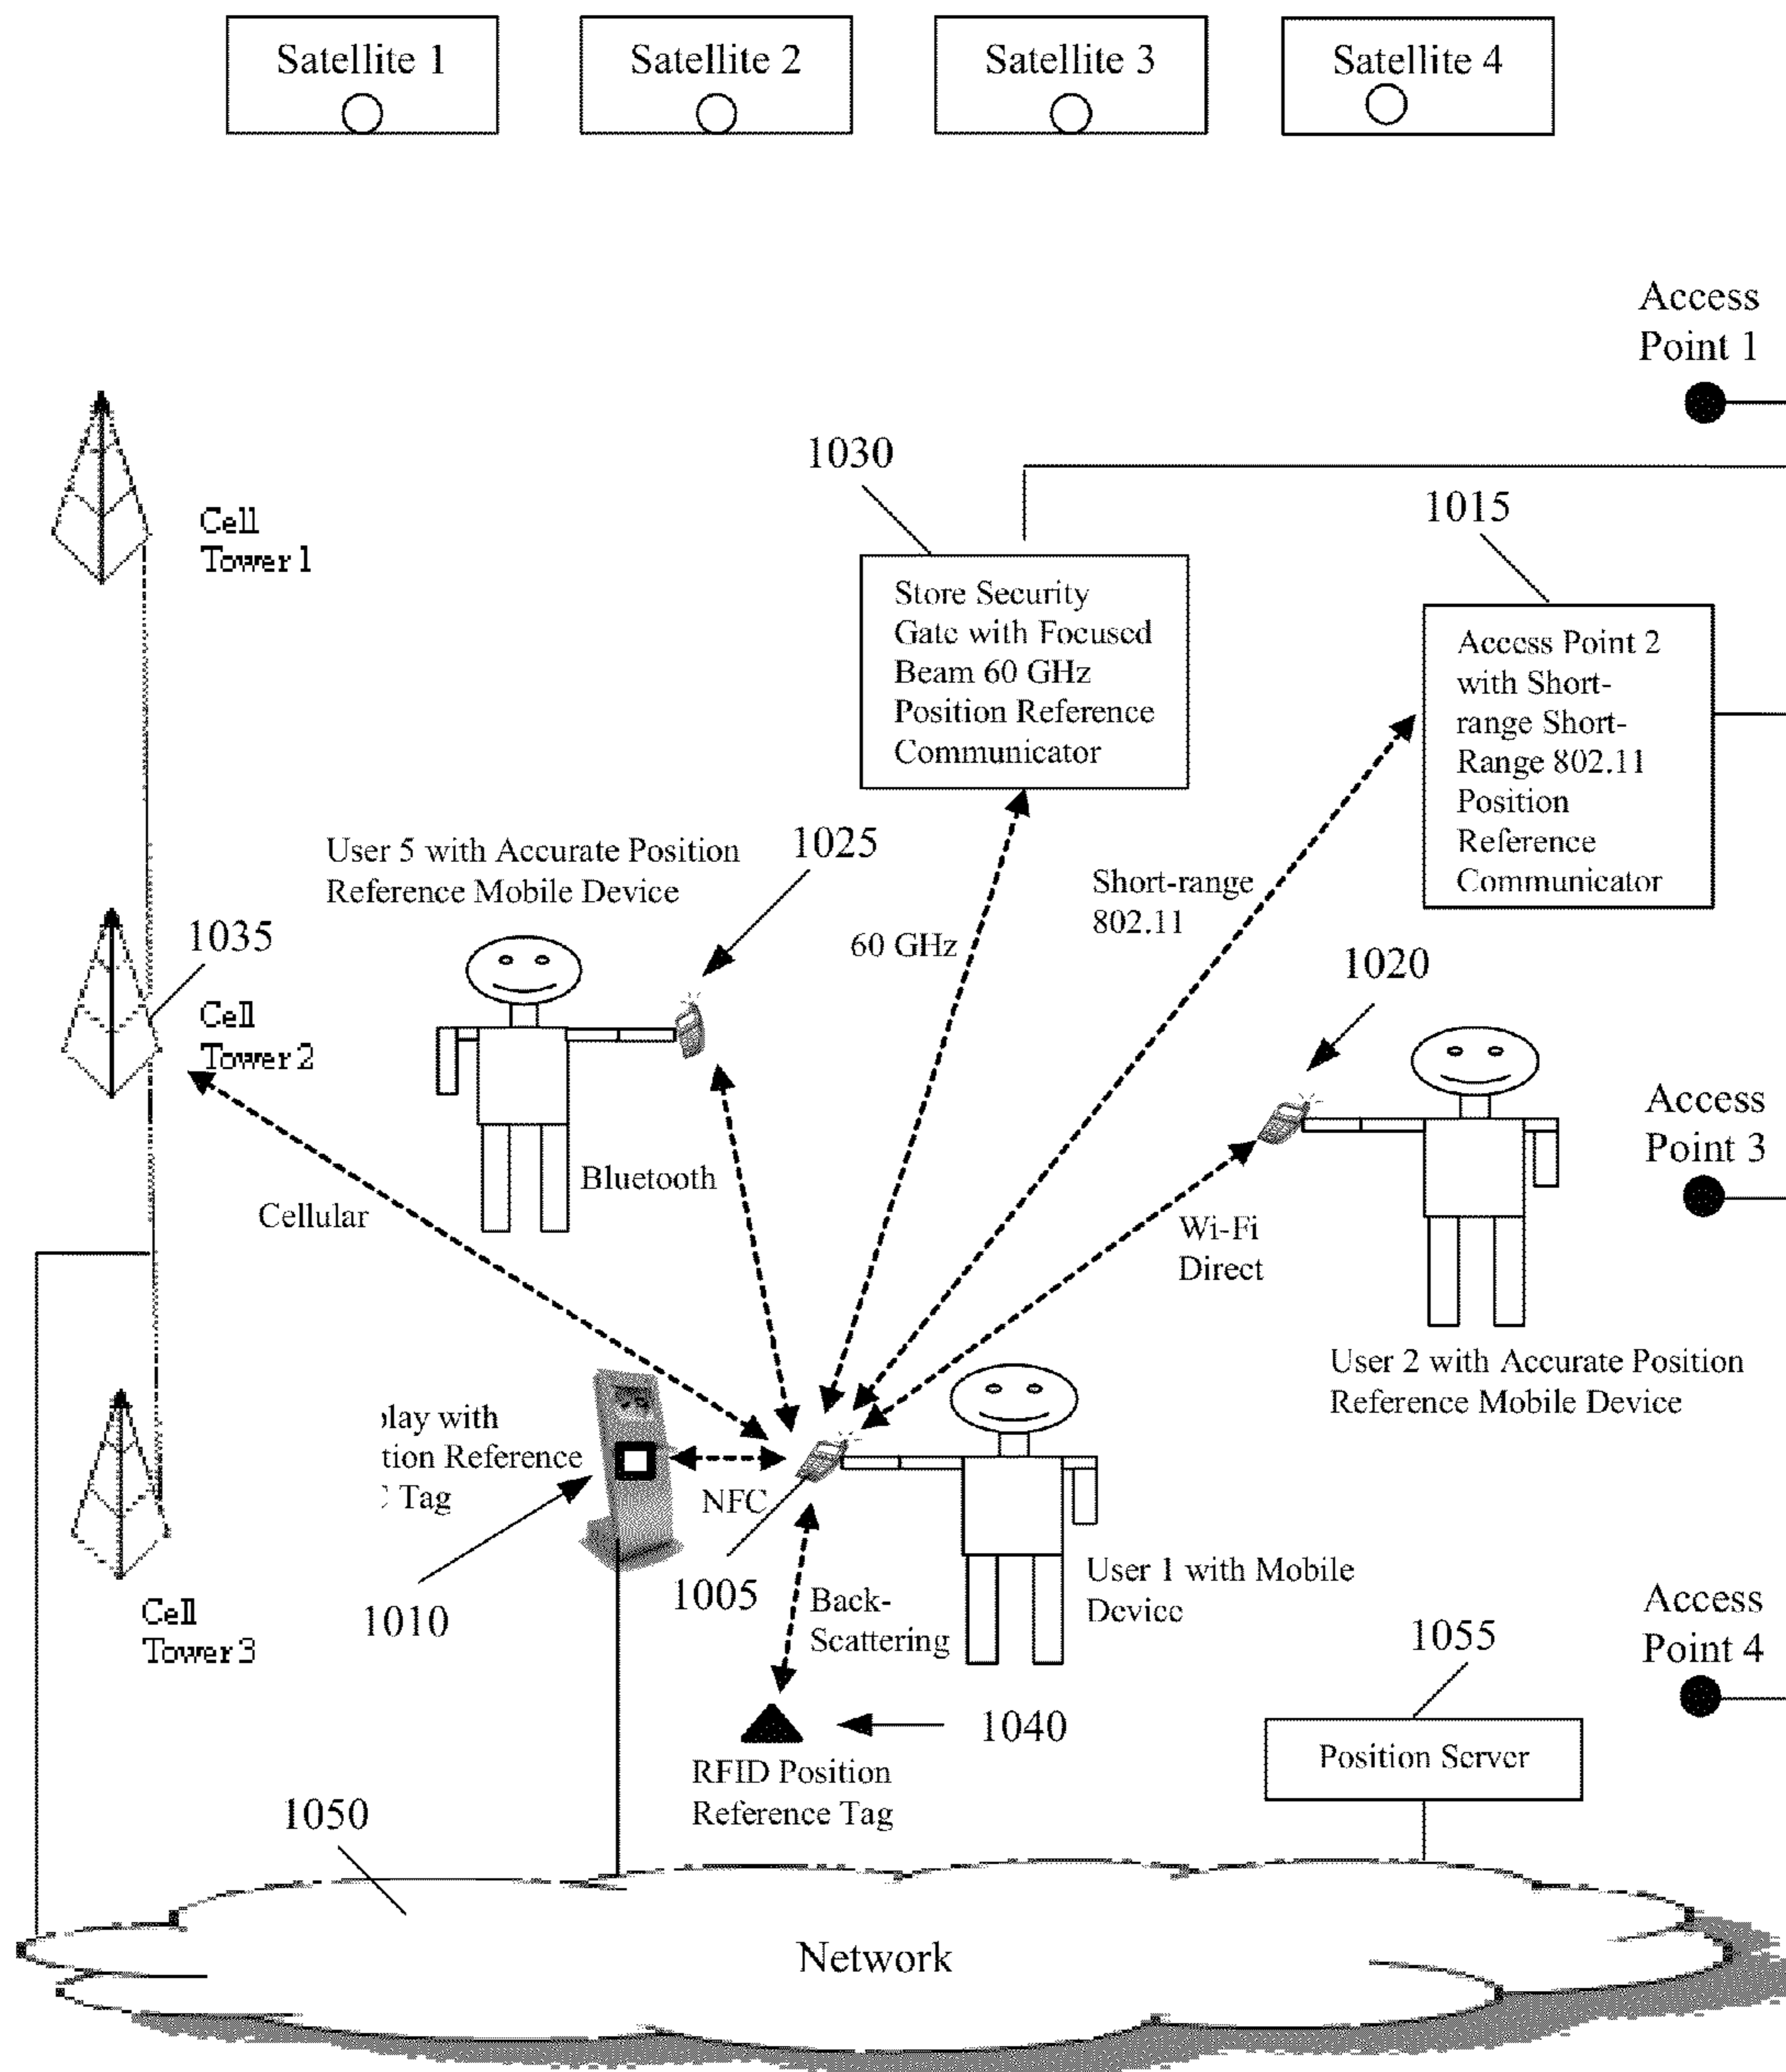 Satellite 1
Satellite 2
Satellite 3
Satellite 4
Access
Point 1
1030
1015
Cell
Tower 1
Store Security
Gate with Focused
Beam 60 GHz
Position Reference
Communicator
Access Point 2
with Short-
range Short-
Range 802.11
Position
Reference
Communicator
User 5 with Accurate Position
Reference Mobile Device
1025
Short-range
802.11
60 GHz
1035
1020
Cell
Tower 2
Access
Point 3
Bluetooth
Cellular
Wi-Fi
Direct
User 2 with Accurate Position
Reference Mobile Device
play with
tion Reference
Tag
NFC
1005
1010
User 1 with Mobile
Device
Back-
Scattering
Cell
Tower 3
Access
Point 4
1055
1040
RFID Position
Reference Tag
Position Server
1050
Network